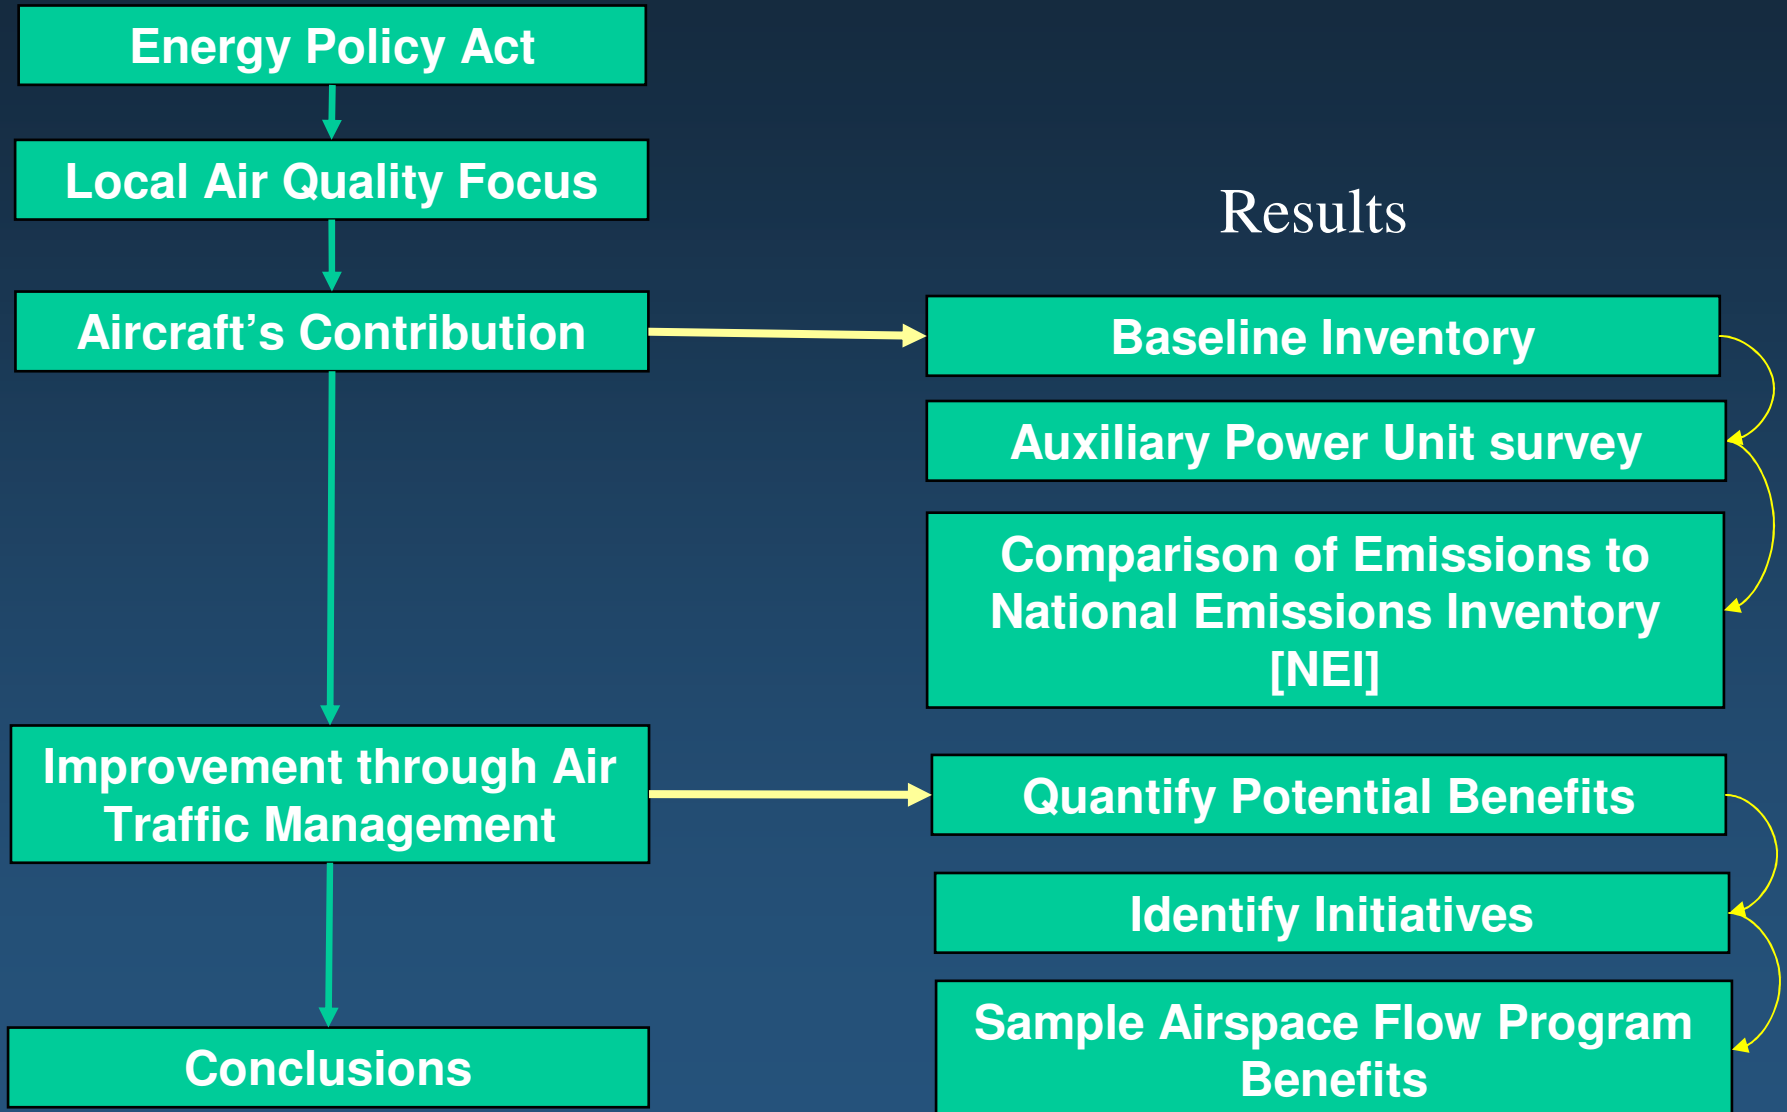 Energy Policy Act
Local Air Quality Focus
Aircraft’s Contribution
Improvement through Air
Traffic Management
Conclusions
Results
Baseline Inventory
Auxiliary Power Unit survey
Comparison of Emissions to
National Emissions Inventory
[NEI]
Quantify Potential Benefits
Identify Initiatives
Sample Airspace Flow Program
Benefits